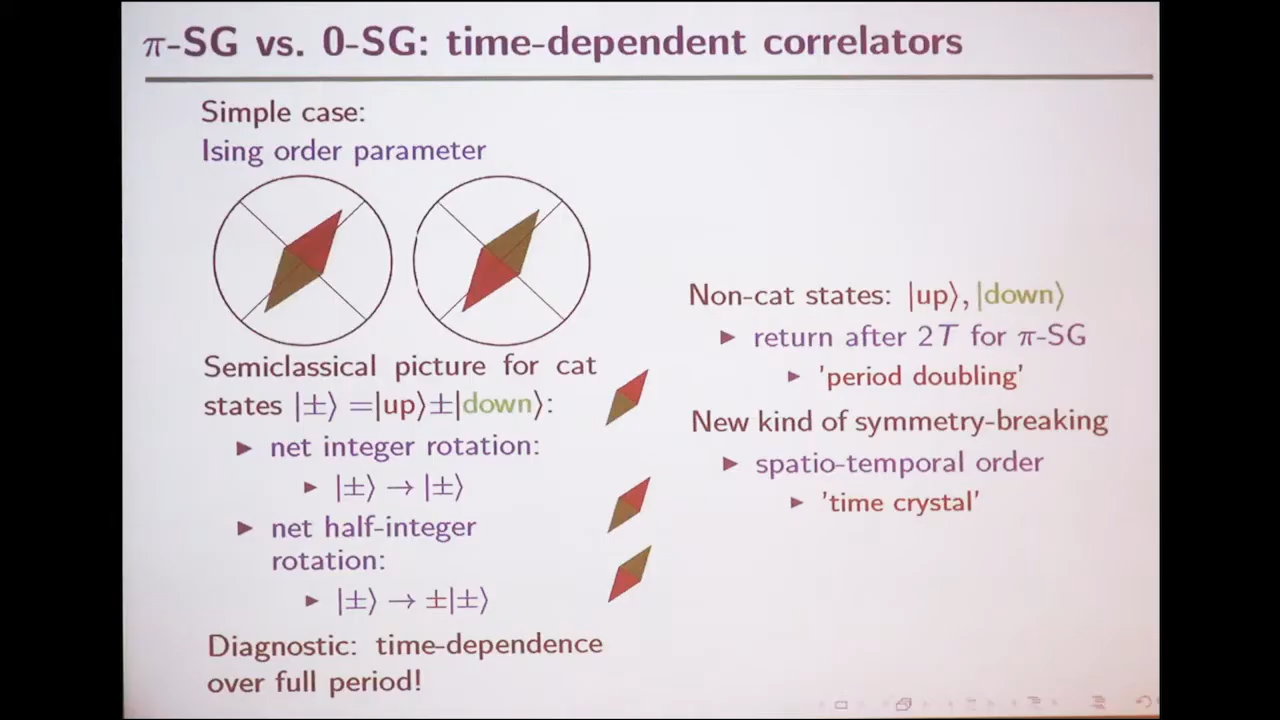 π-SG vs. 0-SG: time-dependent correlators
Simple case:
Ising order parameter
Semiclassical picture for cat
states |±⟩ =|up⟩±|down⟩:
▶ net integer rotation:
▶ |±⟩ → |±⟩
▶ net half-integer
rotation:
▶ |±⟩ → ±|±⟩
Diagnostic: time-dependence
over full period!
Non-cat states: |up⟩, |down⟩
▶ return after 2T for π-SG
▶ 'period doubling'
New kind of symmetry-breaking
▶ spatio-temporal order
▶ 'time crystal'